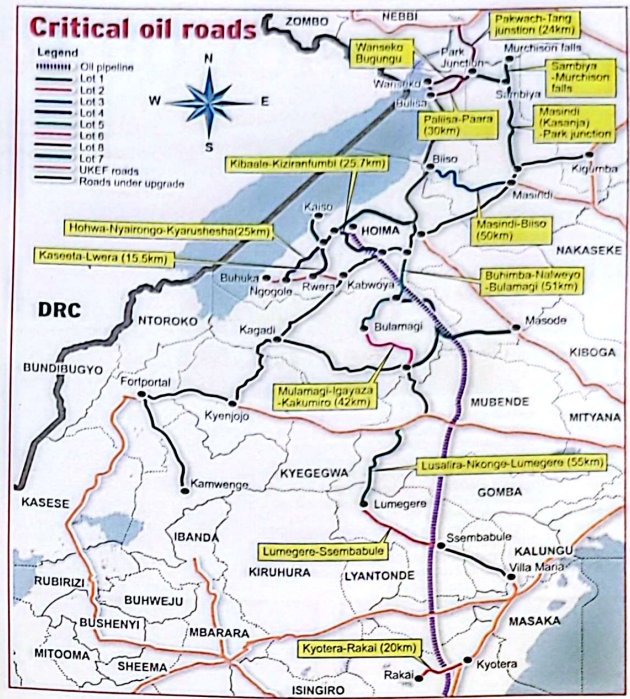 Critical oil roads
Legend
Oil pipeline
Lot 1
Lot 2
Lot 3
Lot 4
Lot 5
Lot 6
Lot 8
Lot 7
UKEF roads
Roads under upgrade
N
W
E
S
ZOMBO
NEBBI
Pakwach-Tang
junstion (24km)
Wanseko
Bugungu
Park
Junction
Murchison falls
Sambiya
-Murchison
falls
Wanseko
Bulisa
Sambiya
Paliisa-Paara
(30km)
Masindi
(Kasanja)
-Park junction
Kibaale-Kiziranfumbi (25.7km)
Biiso
Kigumba
Masindi
Kaiso
Hohwa-Nyairongo-Kyarushesha(25km)
HOIMA
Masindi-Biiso
(50km)
NAKASEKE
Kaseeta-Lwera (15.5km)
Buhuka
Ngogole
Rwera
Kabwoya
Buhimba-Nalweyo
-Bulamagi (51km)
DRC
NTOROKO
Kagadi
Bulamagi
Masode
KIBOGA
BUNDIBUGYO
Fortportal
Mulamagi-Igayaza
-Kakumiro (42km)
Kyenjojo
MUBENDE
MITYANA
KYEGEGWA
Lusalira-Nkonge-Lumegere (55km)
Kamwenge
GOMBA
KASESE
Lumegere
IBANDA
Ssembabule
Lumegere-Ssembabule
KALUNGU
Villa Maria
RUBIRIZI
KIRUHURA
LYANTONDE
BUHWEJU
MASAKA
BUSHENYI
MBARARA
MITOOMA
SHEEMA
Kyotera-Rakai (20km)
Kyotera
Rakai
ISINGIRO